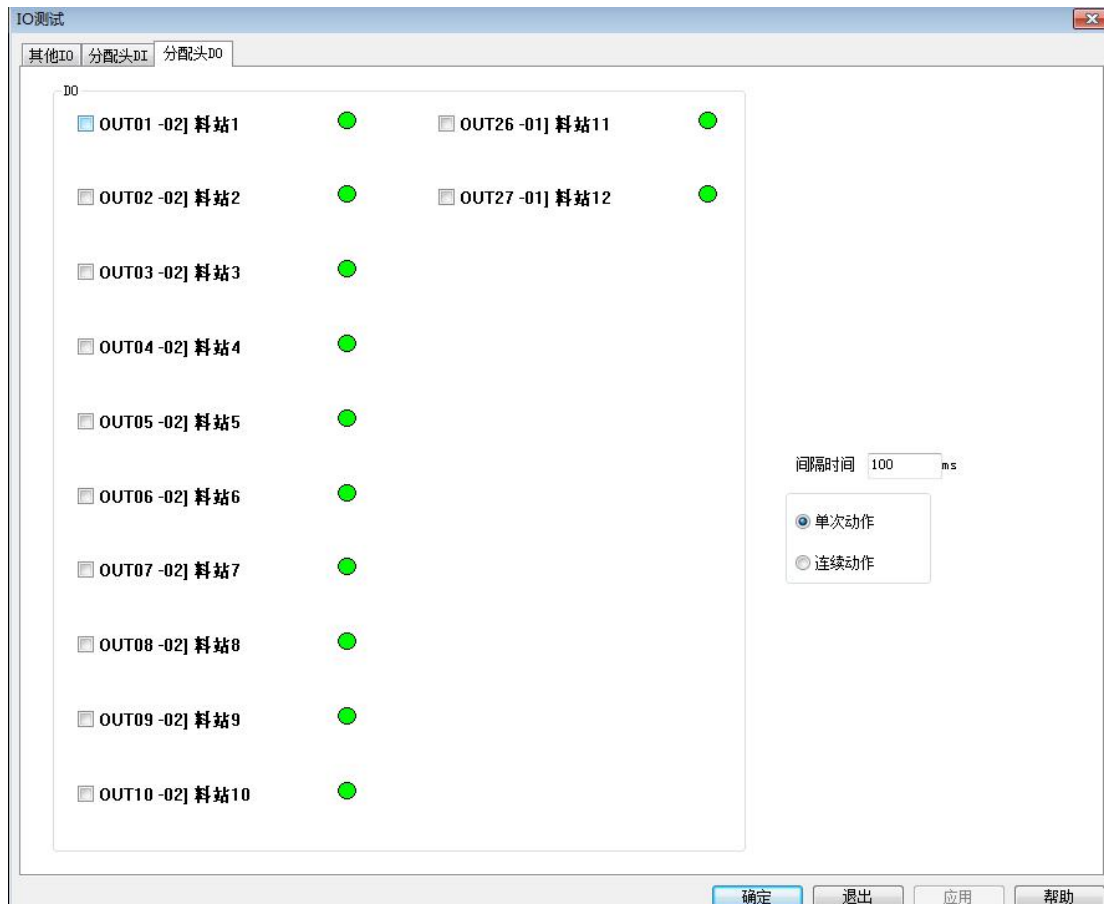 IO测试
其他IO 分配头DI 分配头DO
DO
OUT01 -02] 料站1
OUT02 -02] 料站2
OUT03 -02] 料站3
OUT04 -02] 料站4
OUT05 -02] 料站5
OUT06 -02] 料站6
OUT07 -02] 料站7
OUT08 -02] 料站8
OUT09 -02] 料站9
OUT10 -02] 料站10
OUT26 -01] 料站11
OUT27 -01] 料站12
间隔时间 100 ms
单次动作
连续动作
确定 退出 应用 帮助